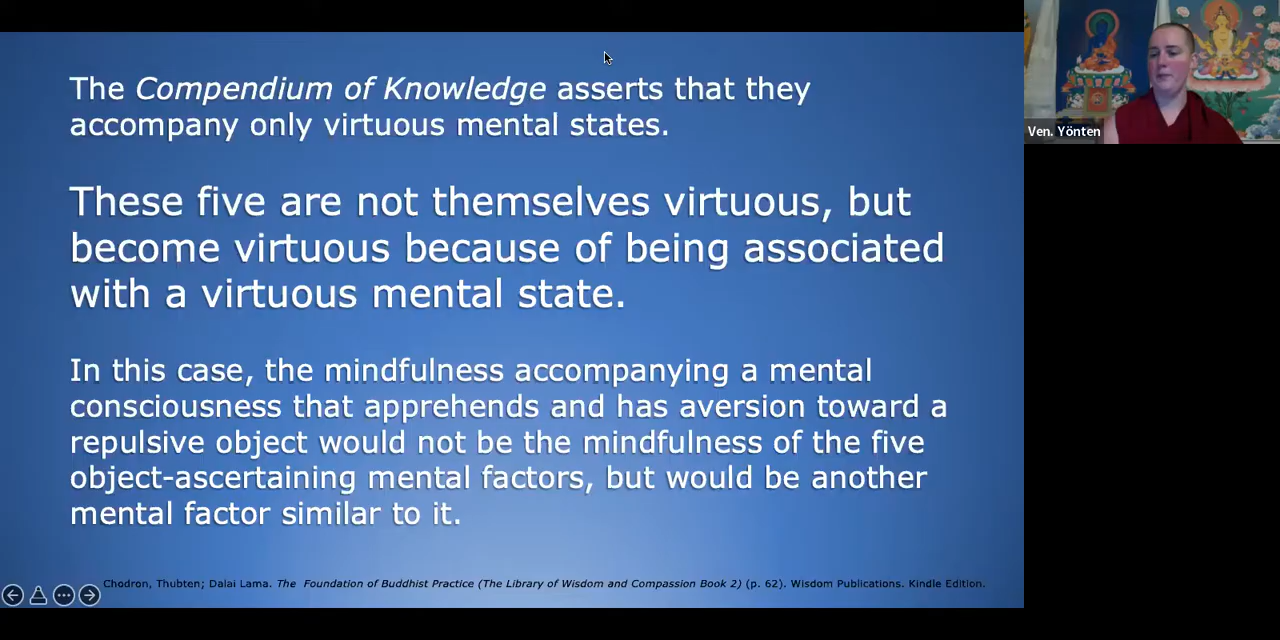 The Compendium of Knowledge asserts that they
accompany only virtuous mental states.
These five are not themselves virtuous, but
become virtuous because of being associated
with a virtuous mental state.
In this case, the mindfulness accompanying a mental
consciousness that apprehends and has aversion toward a
repulsive object would not be the mindfulness of the five
object-ascertaining mental factors, but would be another
mental factor similar to it.
Chodron, Thubten; Dalai Lama. The Foundation of Buddhist Practice (The Library of Wisdom and Compassion Book 2) (p. 62). Wisdom Publications. Kindle Edition.
Ven. Yönten